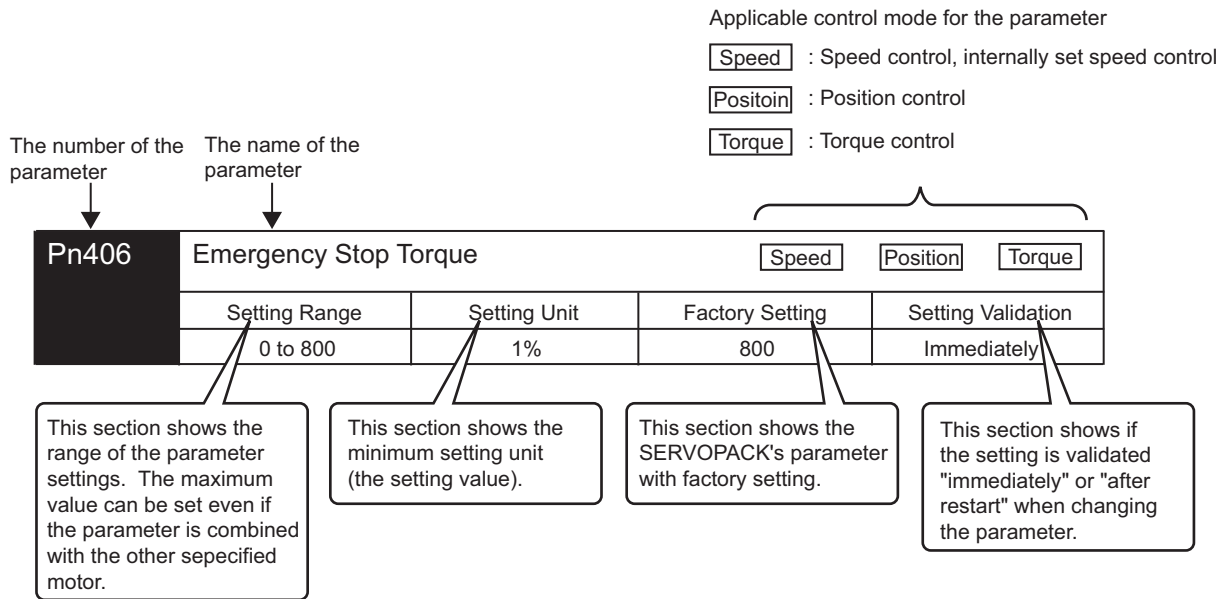 Applicable control mode for the parameter
Speed : Speed control, internally set speed control
Positoin : Position control
Torque : Torque control
The number of the
parameter
The name of the
parameter
Pn406
Emergency Stop Torque
Speed
Position
Torque
Setting Range
Setting Unit
Factory Setting
Setting Validation
0 to 800
1%
800
Immediately
This section shows the
range of the parameter
settings. The maximum
value can be set even if
the parameter is combined
with the other sepecified
motor.
This section shows the
minimum setting unit
(the setting value).
This section shows the
SERVOPACK's parameter
with factory setting.
This section shows if
the setting is validated
"immediately" or "after
restart" when changing
the parameter.